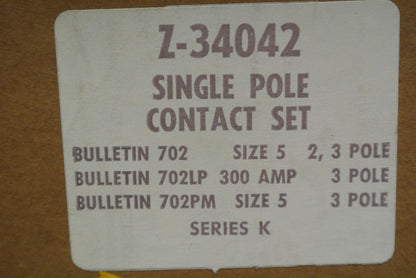 Z-34042
SINGLE POLE
CONTACT SET
BULLETIN 702 SIZE 5 2, 3 POLE
BULLETIN 702LP 300 AMP 3 POLE
BULLETIN 702PM SIZE 5 3 POLE
SERIES K